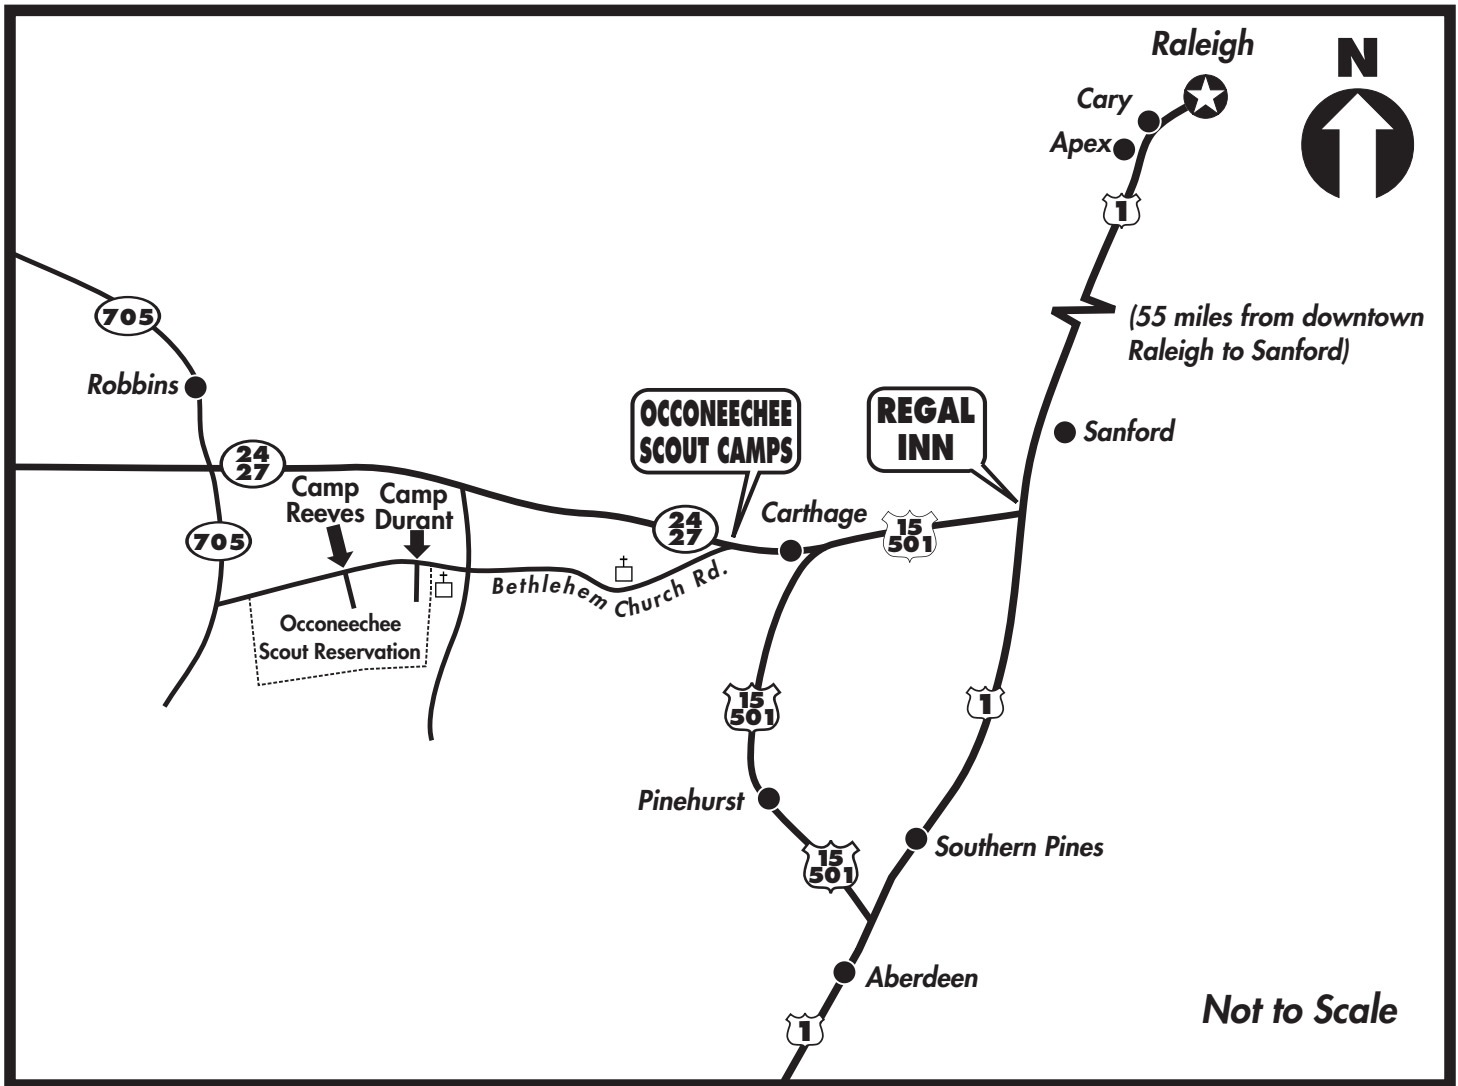 Raleigh
N
Cary
Apex
1
705
(55 miles from downtown
Raleigh to Sanford)
Robbins
OCCONEECHEE
SCOUT CAMPS
REGAL
INN
Sanford
24
27
Camp
Reeves
Camp
Durant
24
27
Carthage
15
501
705
Bethlehem Church Rd.
Occoneechee
Scout Reservation
15
501
1
Pinehurst
Southern Pines
15
501
Aberdeen
Not to Scale
1